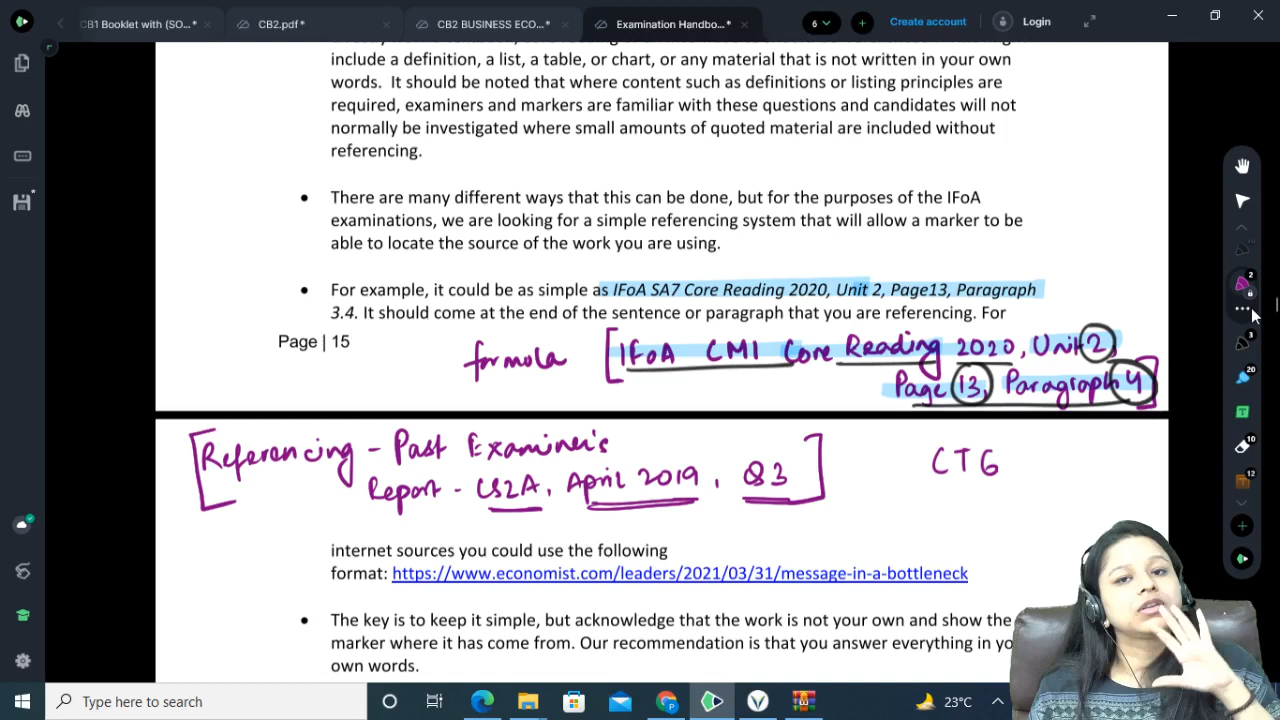 CB1 Booklet with (SO...*
CB2.pdf *
CB2 BUSINESS ECO...*
Examination Handbo...*
6
Create account
Login
include a definition, a list, a table, or chart, or any material that is not written in your own
words. It should be noted that where content such as definitions or listing principles are
required, examiners and markers are familiar with these questions and candidates will not
normally be investigated where small amounts of quoted material are included without
referencing.
There are many different ways that this can be done, but for the purposes of the IFoA
examinations, we are looking for a simple referencing system that will allow a marker to be
able to locate the source of the work you are using.
For example, it could be as simple as IFoA SA7 Core Reading 2020, Unit 2, Page13, Paragraph
3.4. It should come at the end of the sentence or paragraph that you are referencing. For
Page | 15
formula [IFoA CM1 Core Reading 2020, Unit 2,
Page 13, Paragraph 4]
[Referencing - Past Examiner's
Report - CS2A, April 2019, Q3]
CT6
internet sources you could use the following
format: https://www.economist.com/leaders/2021/03/31/message-in-a-bottleneck
The key is to keep it simple, but acknowledge that the work is not your own and show the
marker where it has come from. Our recommendation is that you answer everything in yo
own words.
2
3
20
10
12
Type here to search
23°C